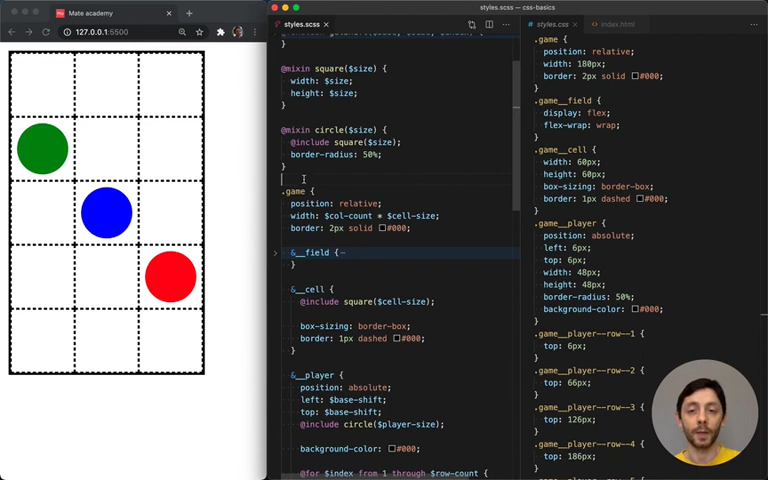 Mate academy
127.0.0.1:5500
styles.scss — css-basics
styles.scss
}
@mixin square($size) {
width: $size;
height: $size;
}
@mixin circle($size) {
@include square($size);
border-radius: 50%;
}
.game {
position: relative;
width: $col-count * $cell-size;
border: 2px solid #000;
&__field {
}
&__cell {
@include square($cell-size);
box-sizing: border-box;
border: 1px dashed #000;
}
&__player {
position: absolute;
left: $base-shift;
top: $base-shift;
@include circle($player-size);
background-color: #000;
@for $index from 1 through $row-count {
styles.css
index.html
.game {
position: relative;
width: 180px;
border: 2px solid #000;
}
.game__field {
display: flex;
flex-wrap: wrap;
}
.game__cell {
width: 60px;
height: 60px;
box-sizing: border-box;
border: 1px dashed #000;
}
.game__player {
position: absolute;
left: 6px;
top: 6px;
width: 48px;
height: 48px;
border-radius: 50%;
background-color: #000;
}
.game__player--row--1 {
top: 6px;
}
.game__player--row--2 {
top: 66px;
}
.game__player--row--3 {
top: 126px;
}
.game__player--row--4 {
top: 186px;
}